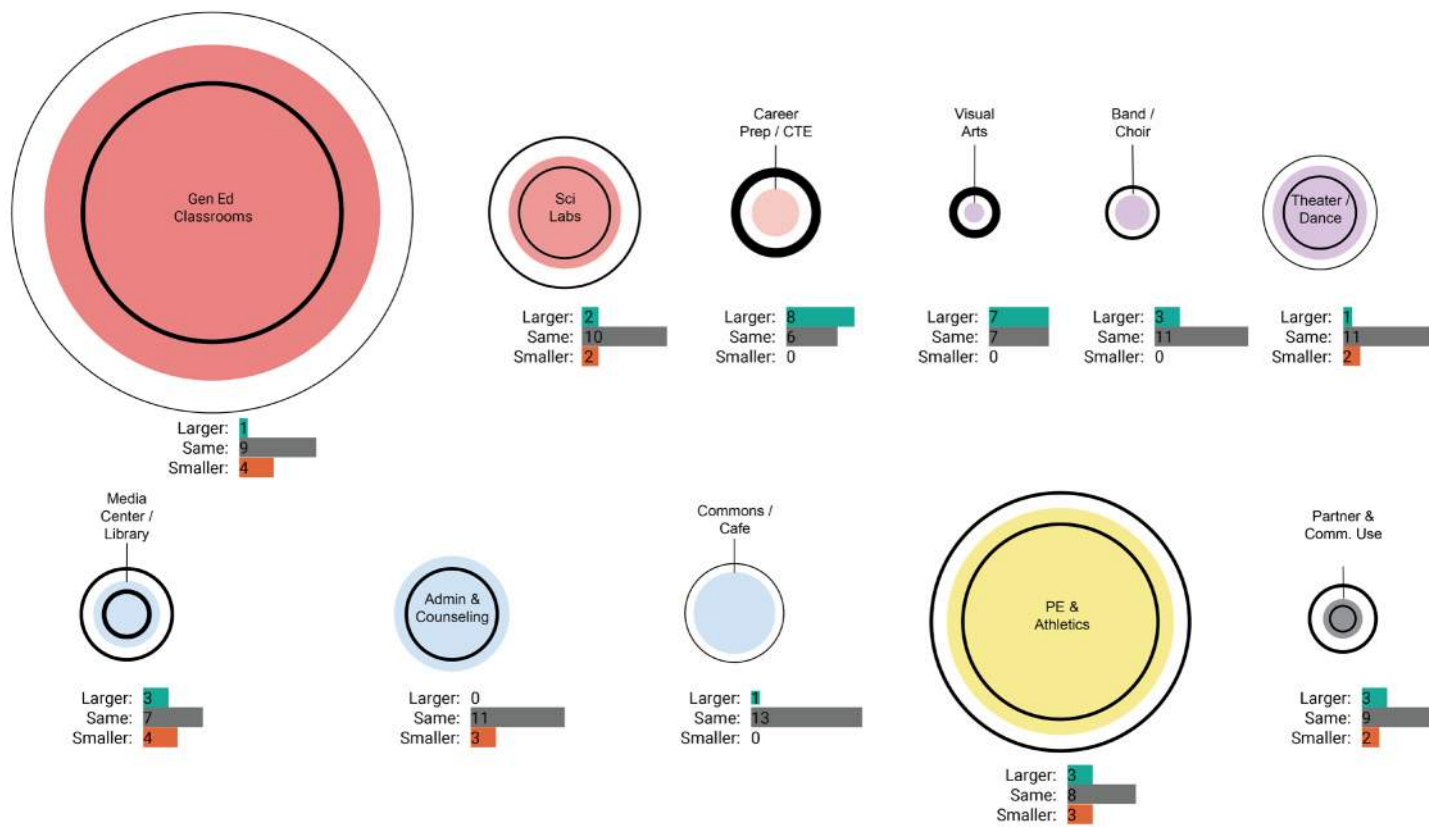 Gen Ed
Classrooms
Larger: 1
Same: 9
Smaller: 4
Sci
Labs
Larger: 2
Same: 10
Smaller: 2
Career
Prep / CTE
Larger: 8
Same: 6
Smaller: 0
Visual
Arts
Larger: 7
Same: 7
Smaller: 0
Band /
Choir
Larger: 3
Same: 11
Smaller: 0
Theater /
Dance
Larger: 1
Same: 11
Smaller: 2
Media
Center /
Library
Larger: 3
Same: 7
Smaller: 4
Admin &
Counseling
Larger: 0
Same: 11
Smaller: 3
Commons /
Cafe
Larger: 1
Same: 13
Smaller: 0
PE &
Athletics
Larger: 3
Same: 8
Smaller: 3
Partner &
Comm. Use
Larger: 3
Same: 9
Smaller: 2